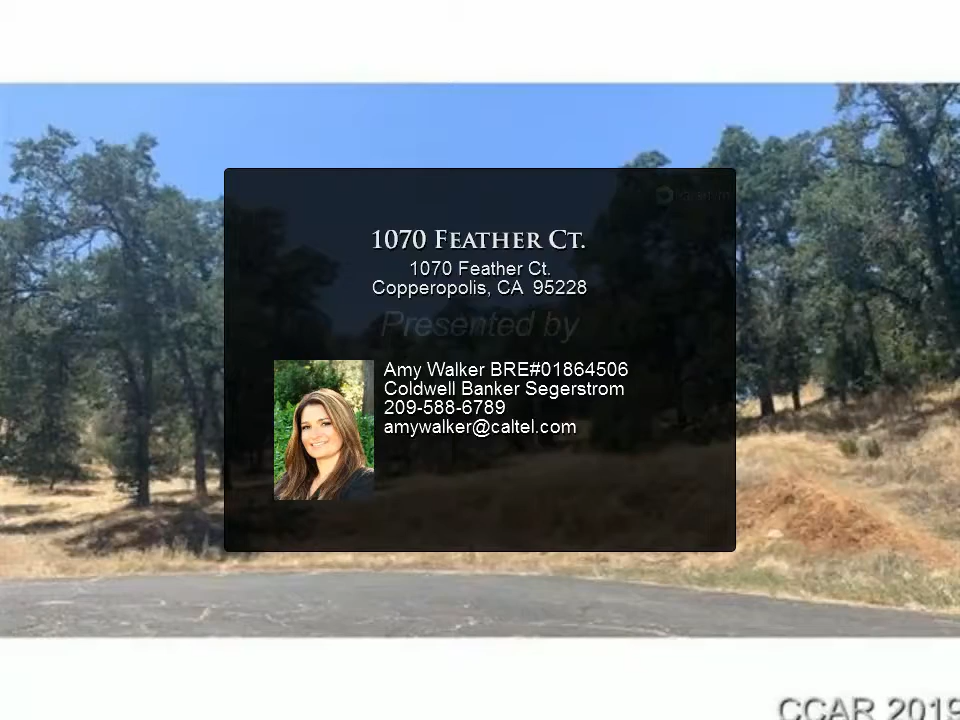 1070 Feather Ct.
1070 Feather Ct.
Copperopolis, CA 95228
Presented by
Amy Walker BRE#01864506
Coldwell Banker Segerstrom
209-588-6789
amywalker@caltel.com
CCAR 2019